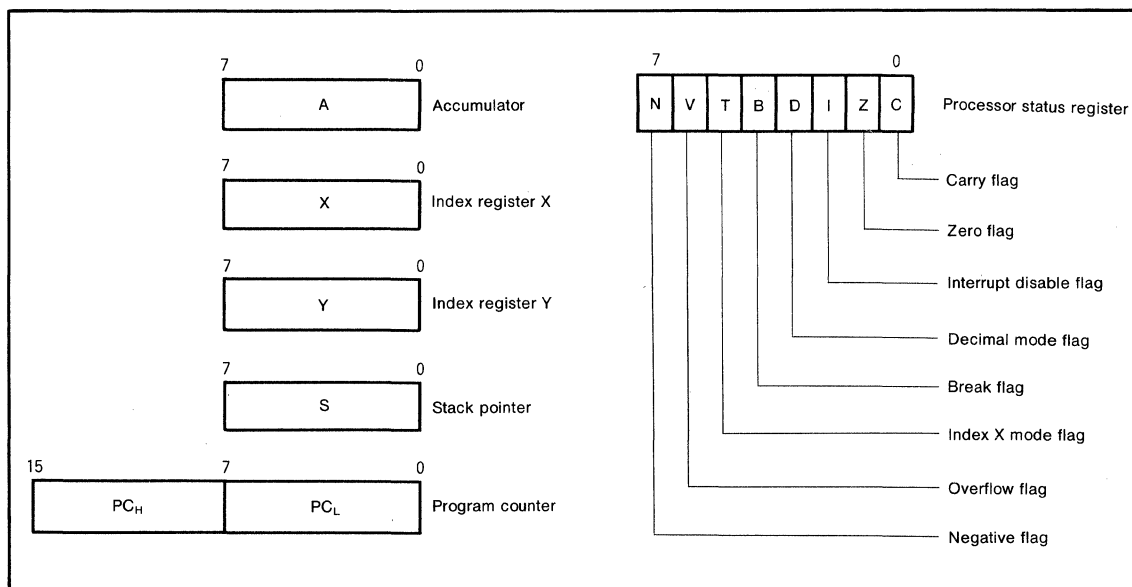 7 0
A Accumulator
7 0
X Index register X
7 0
Y Index register Y
7 0
S Stack pointer
15 7 0
PCH PCL Program counter
7 0
N V T B D I Z C Processor status register
Carry flag
Zero flag
Interrupt disable flag
Decimal mode flag
Break flag
Index X mode flag
Overflow flag
Negative flag